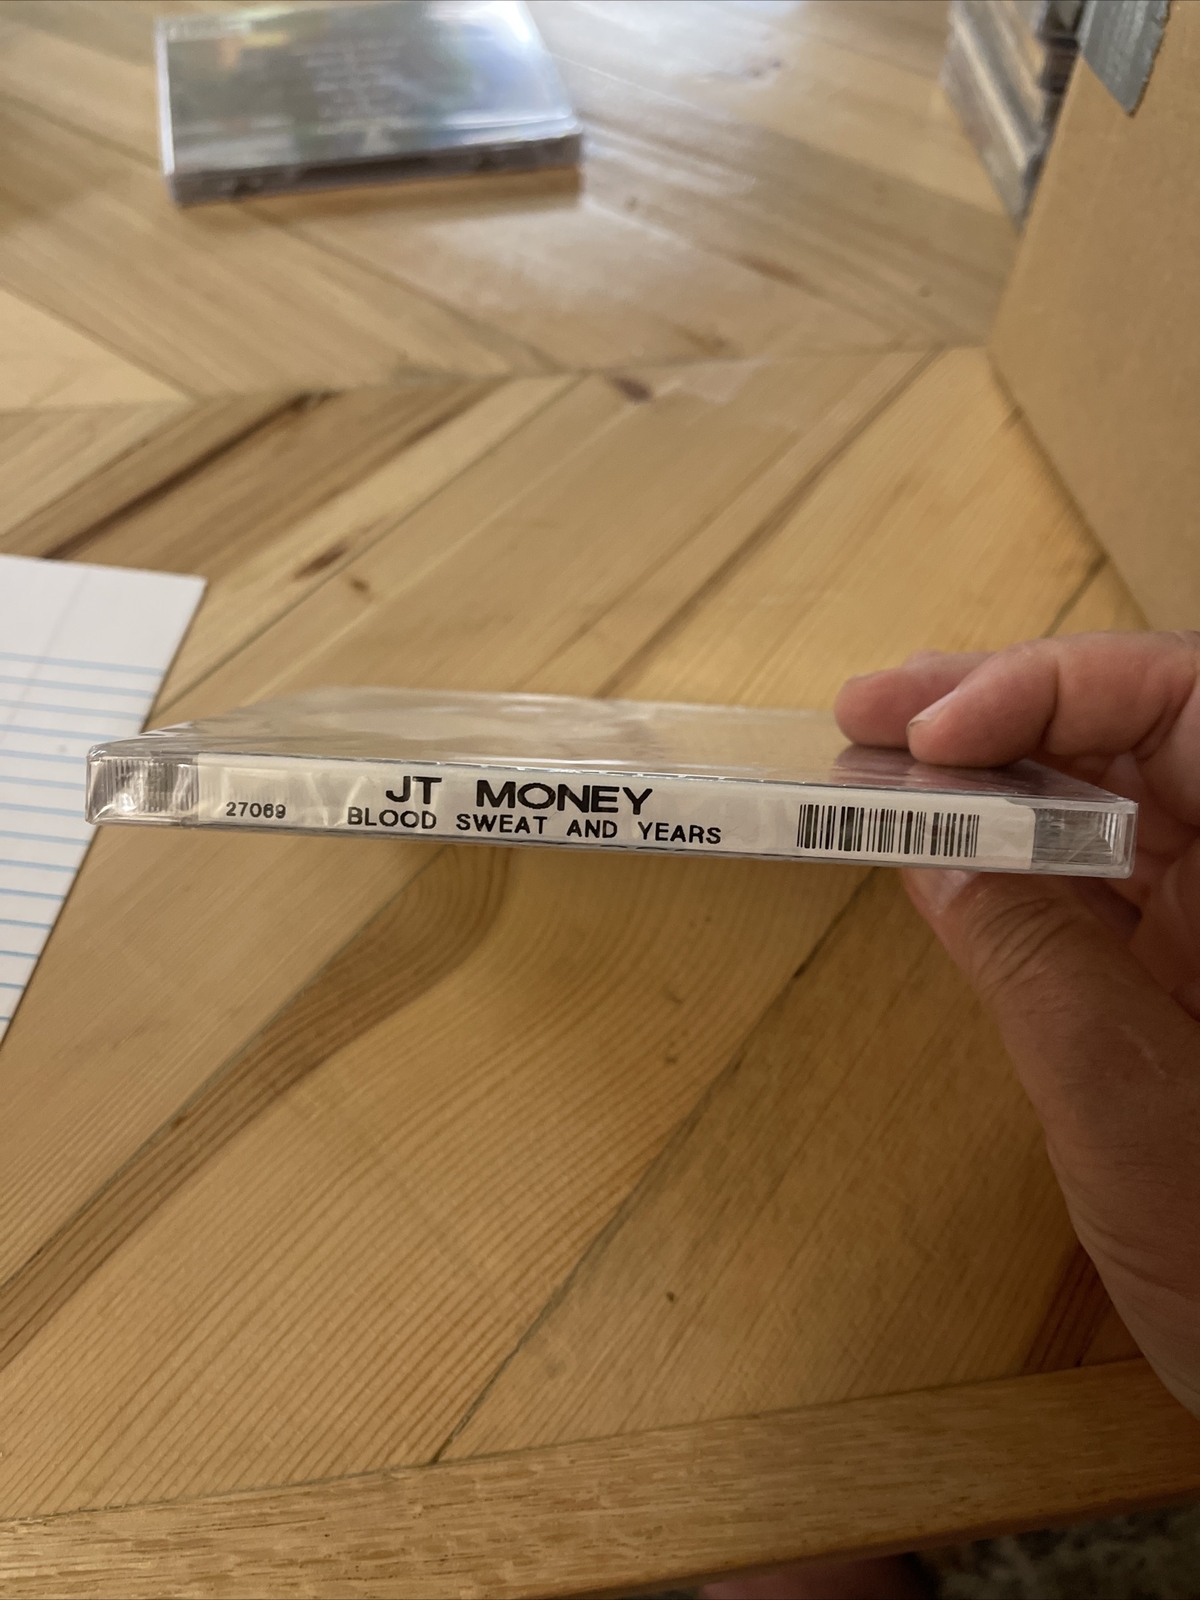 JT MONEY
27069 BLOOD SWEAT AND YEARS